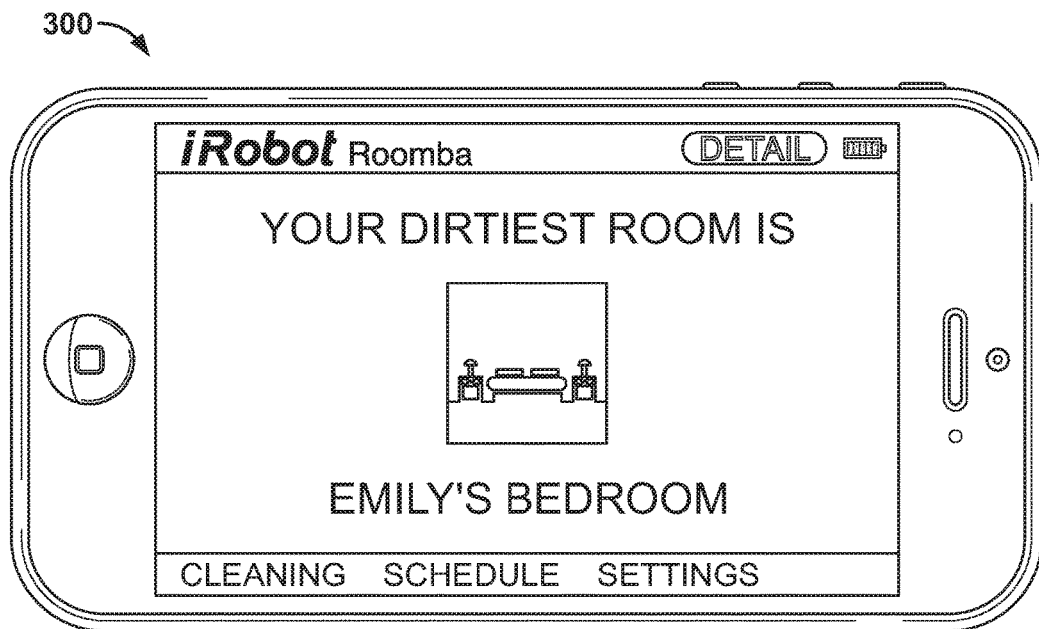 300
iRobot Roomba DETAIL
YOUR DIRTIEST ROOM IS
EMILY'S BEDROOM
CLEANING SCHEDULE SETTINGS